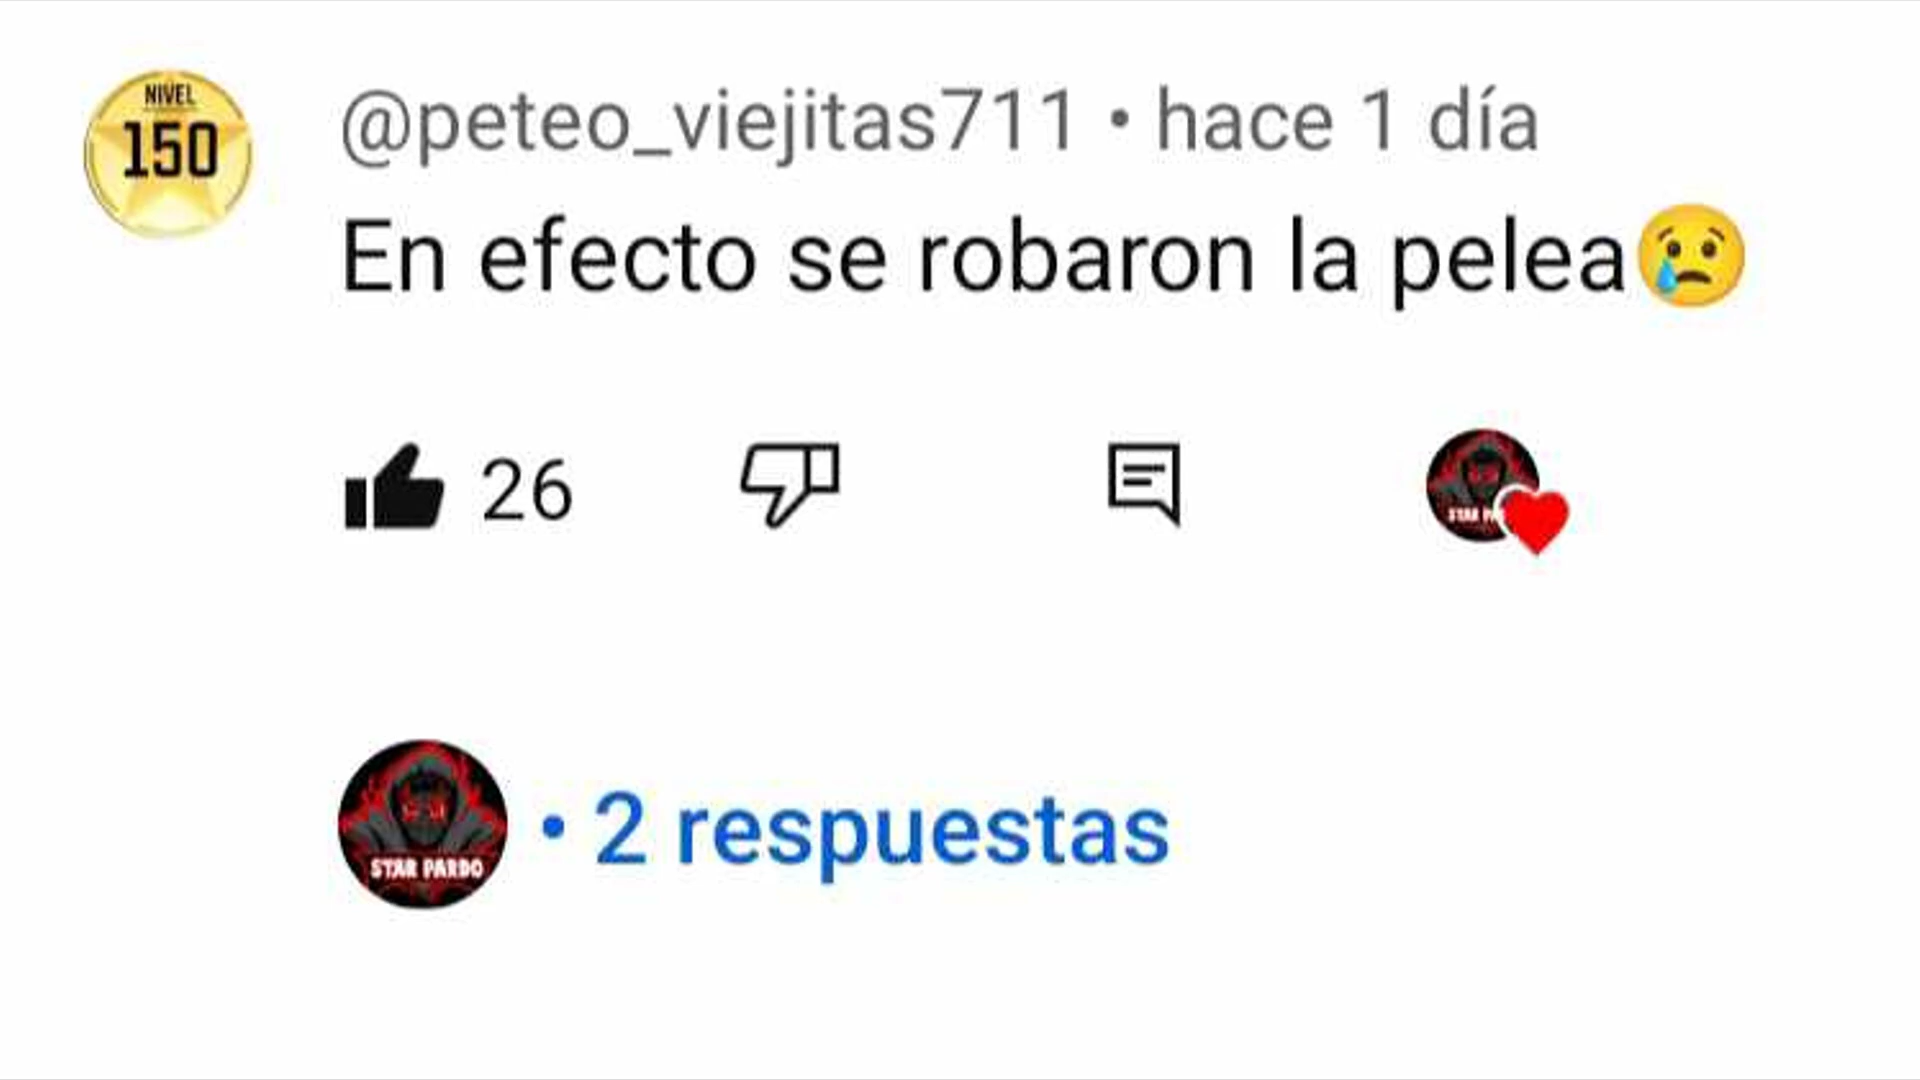 NIVEL
150
@peteo_viejitas711 • hace 1 día
En efecto se robaron la pelea😢
26
STAR PARDO
• 2 respuestas